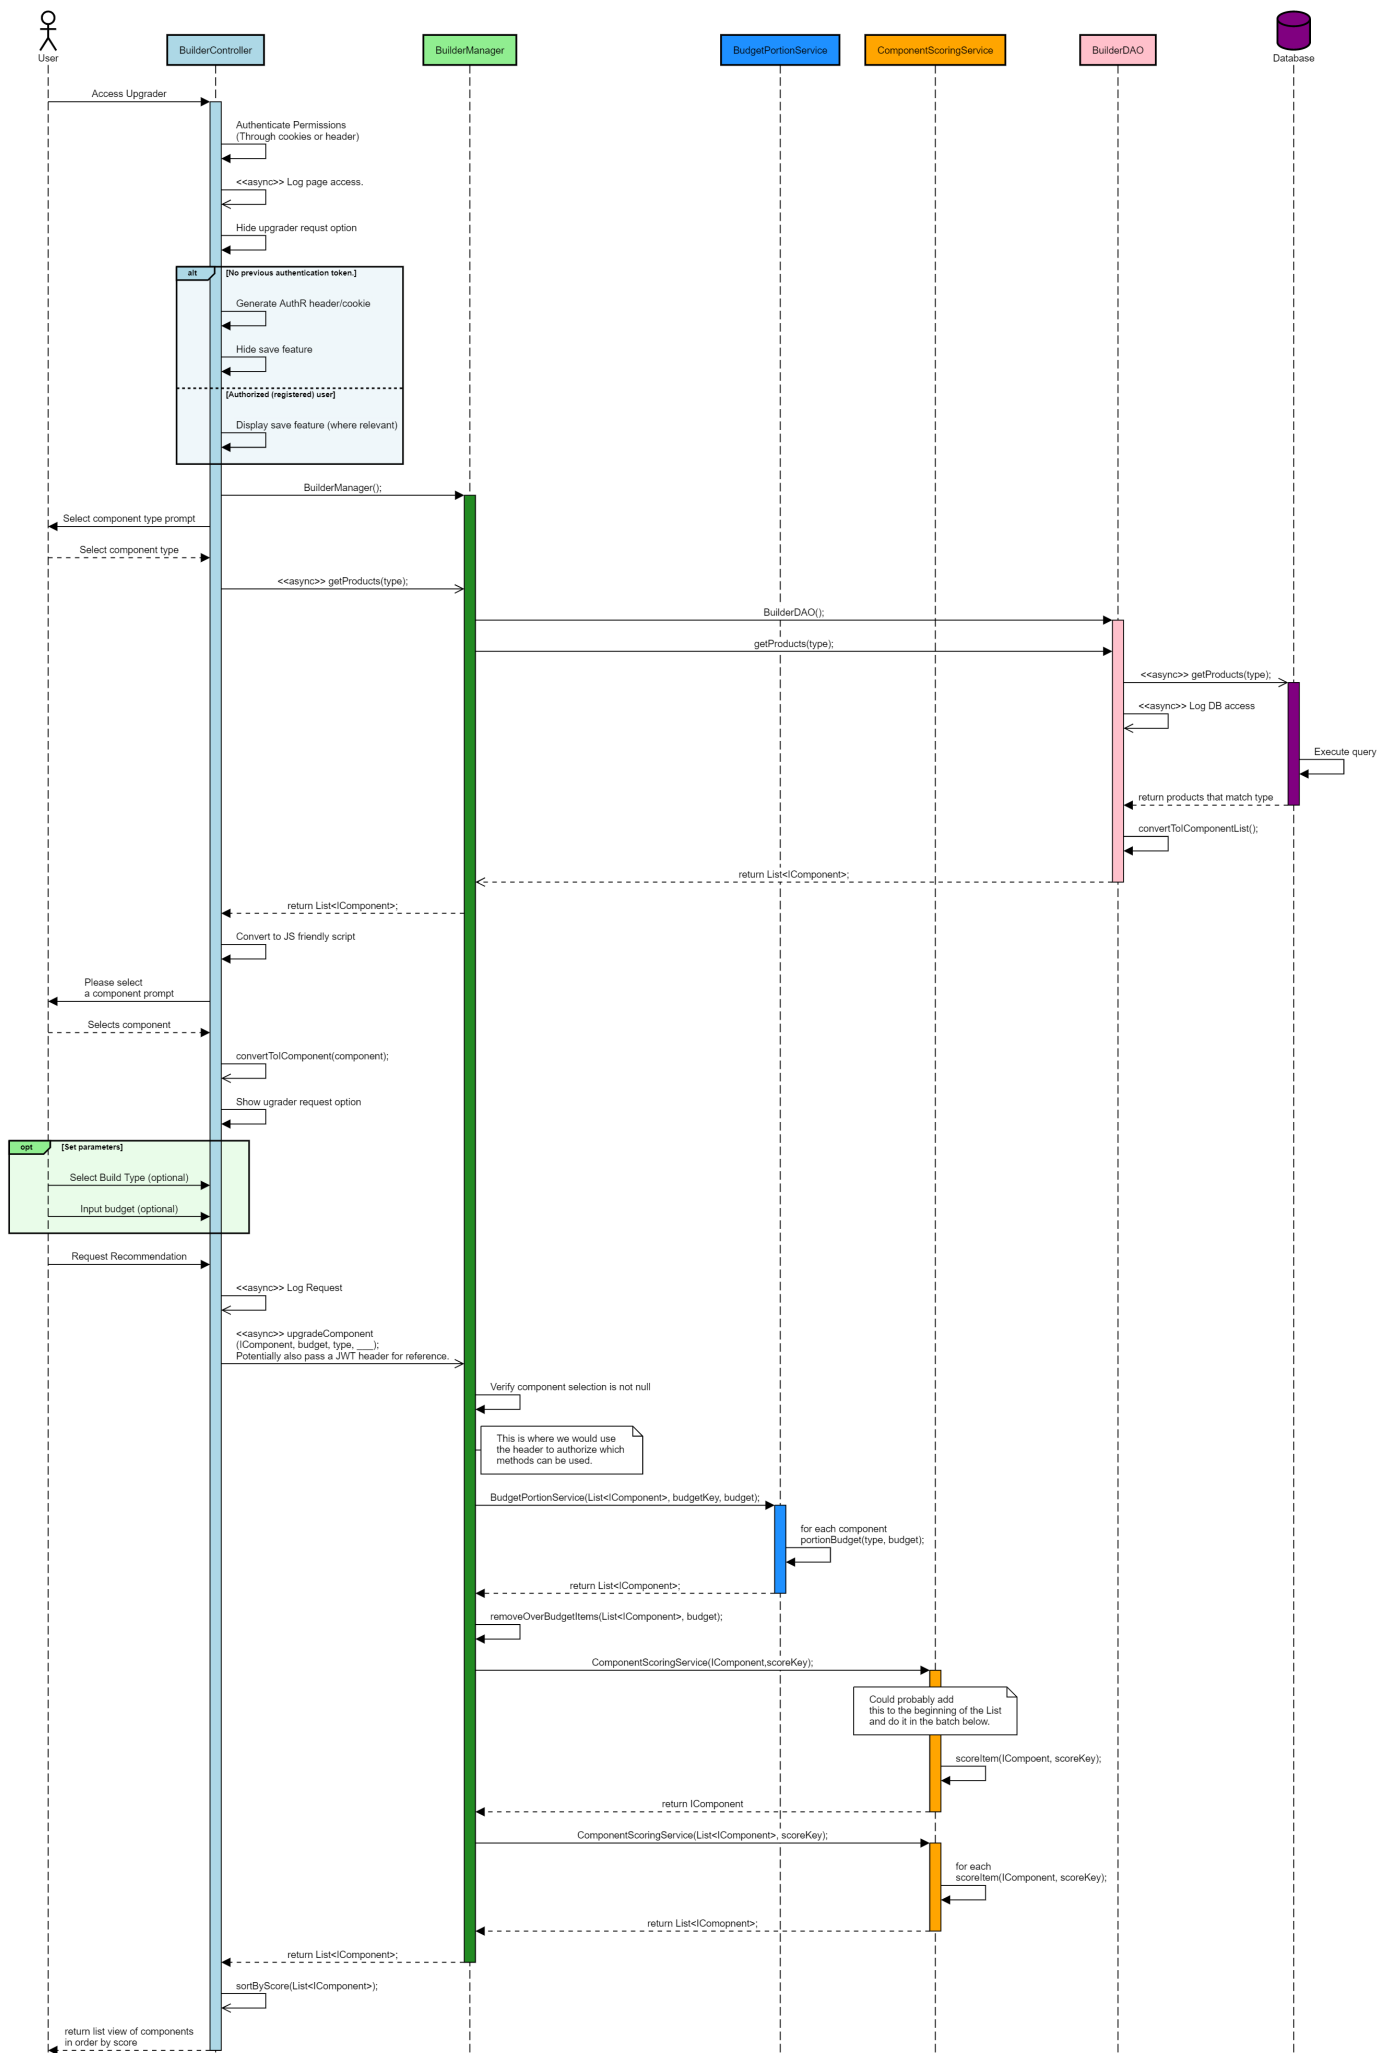 User
BuilderController
BuilderManager
BudgetPortionService
ComponentScoringService
BuilderDAO
Database
Access Upgrader
Authenticate Permissions
(Through cookies or header)
<<async>> Log page access.
Hide upgrader requst option
alt
[No previous authentication token.]
Generate AuthR header/cookie
Hide save feature
[Authorized (registered) user]
Display save feature (where relevant)
BuilderManager();
Select component type prompt
Select component type
<<async>> getProducts(type);
BuilderDAO();
getProducts(type);
<<async>> getProducts(type);
<<async>> Log DB access
Execute query
return products that match type
convertToIComponentList();
return List<IComponent>;
return List<IComponent>;
Convert to JS friendly script
Please select
a component prompt
Selects component
convertToIComponent(component);
Show ugrader request option
opt
[Set parameters]
Select Build Type (optional)
Input budget (optional)
Request Recommendation
<<async>> Log Request
<<async>> upgradeComponent
(IComponent, budget, type, ___);
Potentially also pass a JWT header for reference.
Verify component selection is not null
This is where we would use
the header to authorize which
methods can be used.
BudgetPortionService(List<IComponent>, budgetKey, budget);
for each component
portionBudget(type, budget);
return List<IComponent>;
removeOverBudgetItems(List<IComponent>, budget);
ComponentScoringService(IComponent,scoreKey);
Could probably add
this to the beginning of the List
and do it in the batch below.
scoreItem(ICompoent, scoreKey);
return IComponent
ComponentScoringService(List<IComponent>, scoreKey);
for each
scoreItem(IComponent, scoreKey);
return List<IComopnent>;
return List<IComponent>;
sortByScore(List<IComponent>);
return list view of components
in order by score